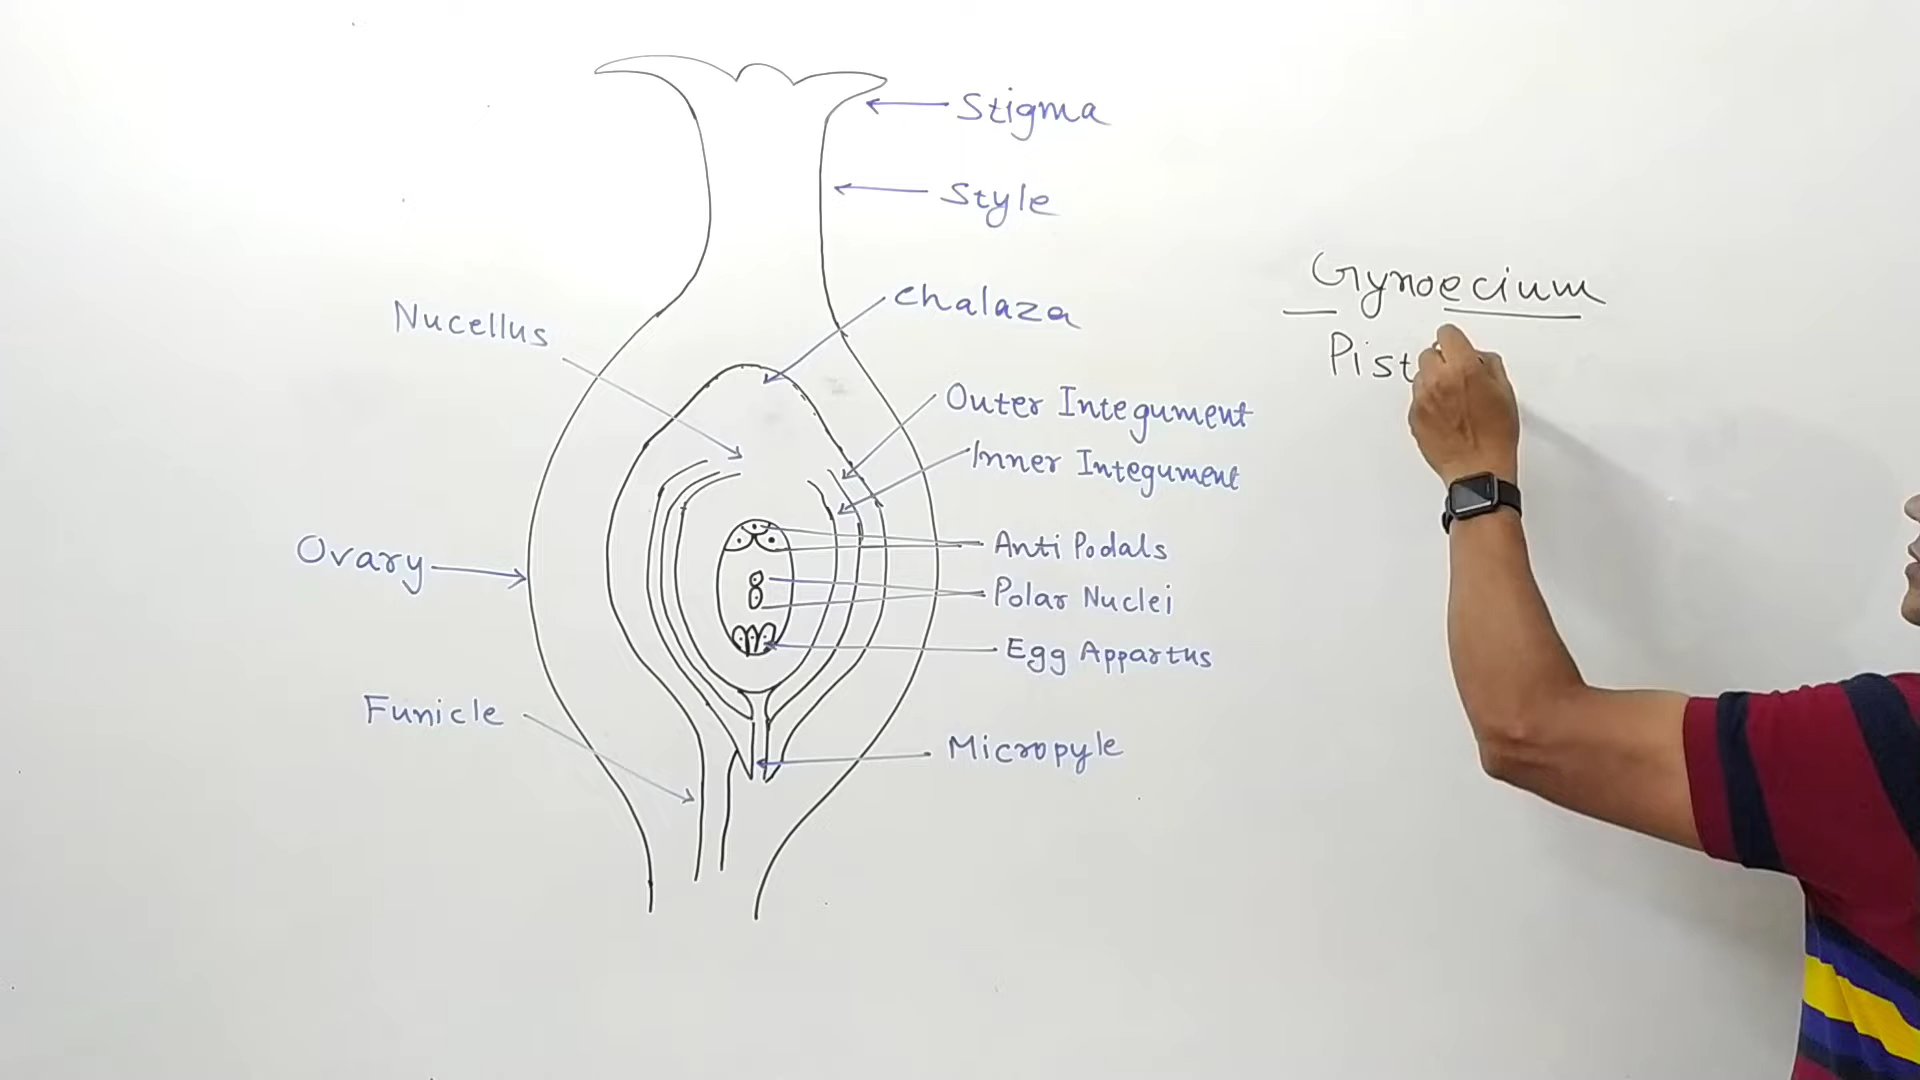 Stigma
Style
Chalaza
Nucellus
Outer Integument
Inner Integument
Ovary
Anti Podals
Polar Nuclei
Egg Appartus
Funicle
Micropyle
Gynoecium
Pist